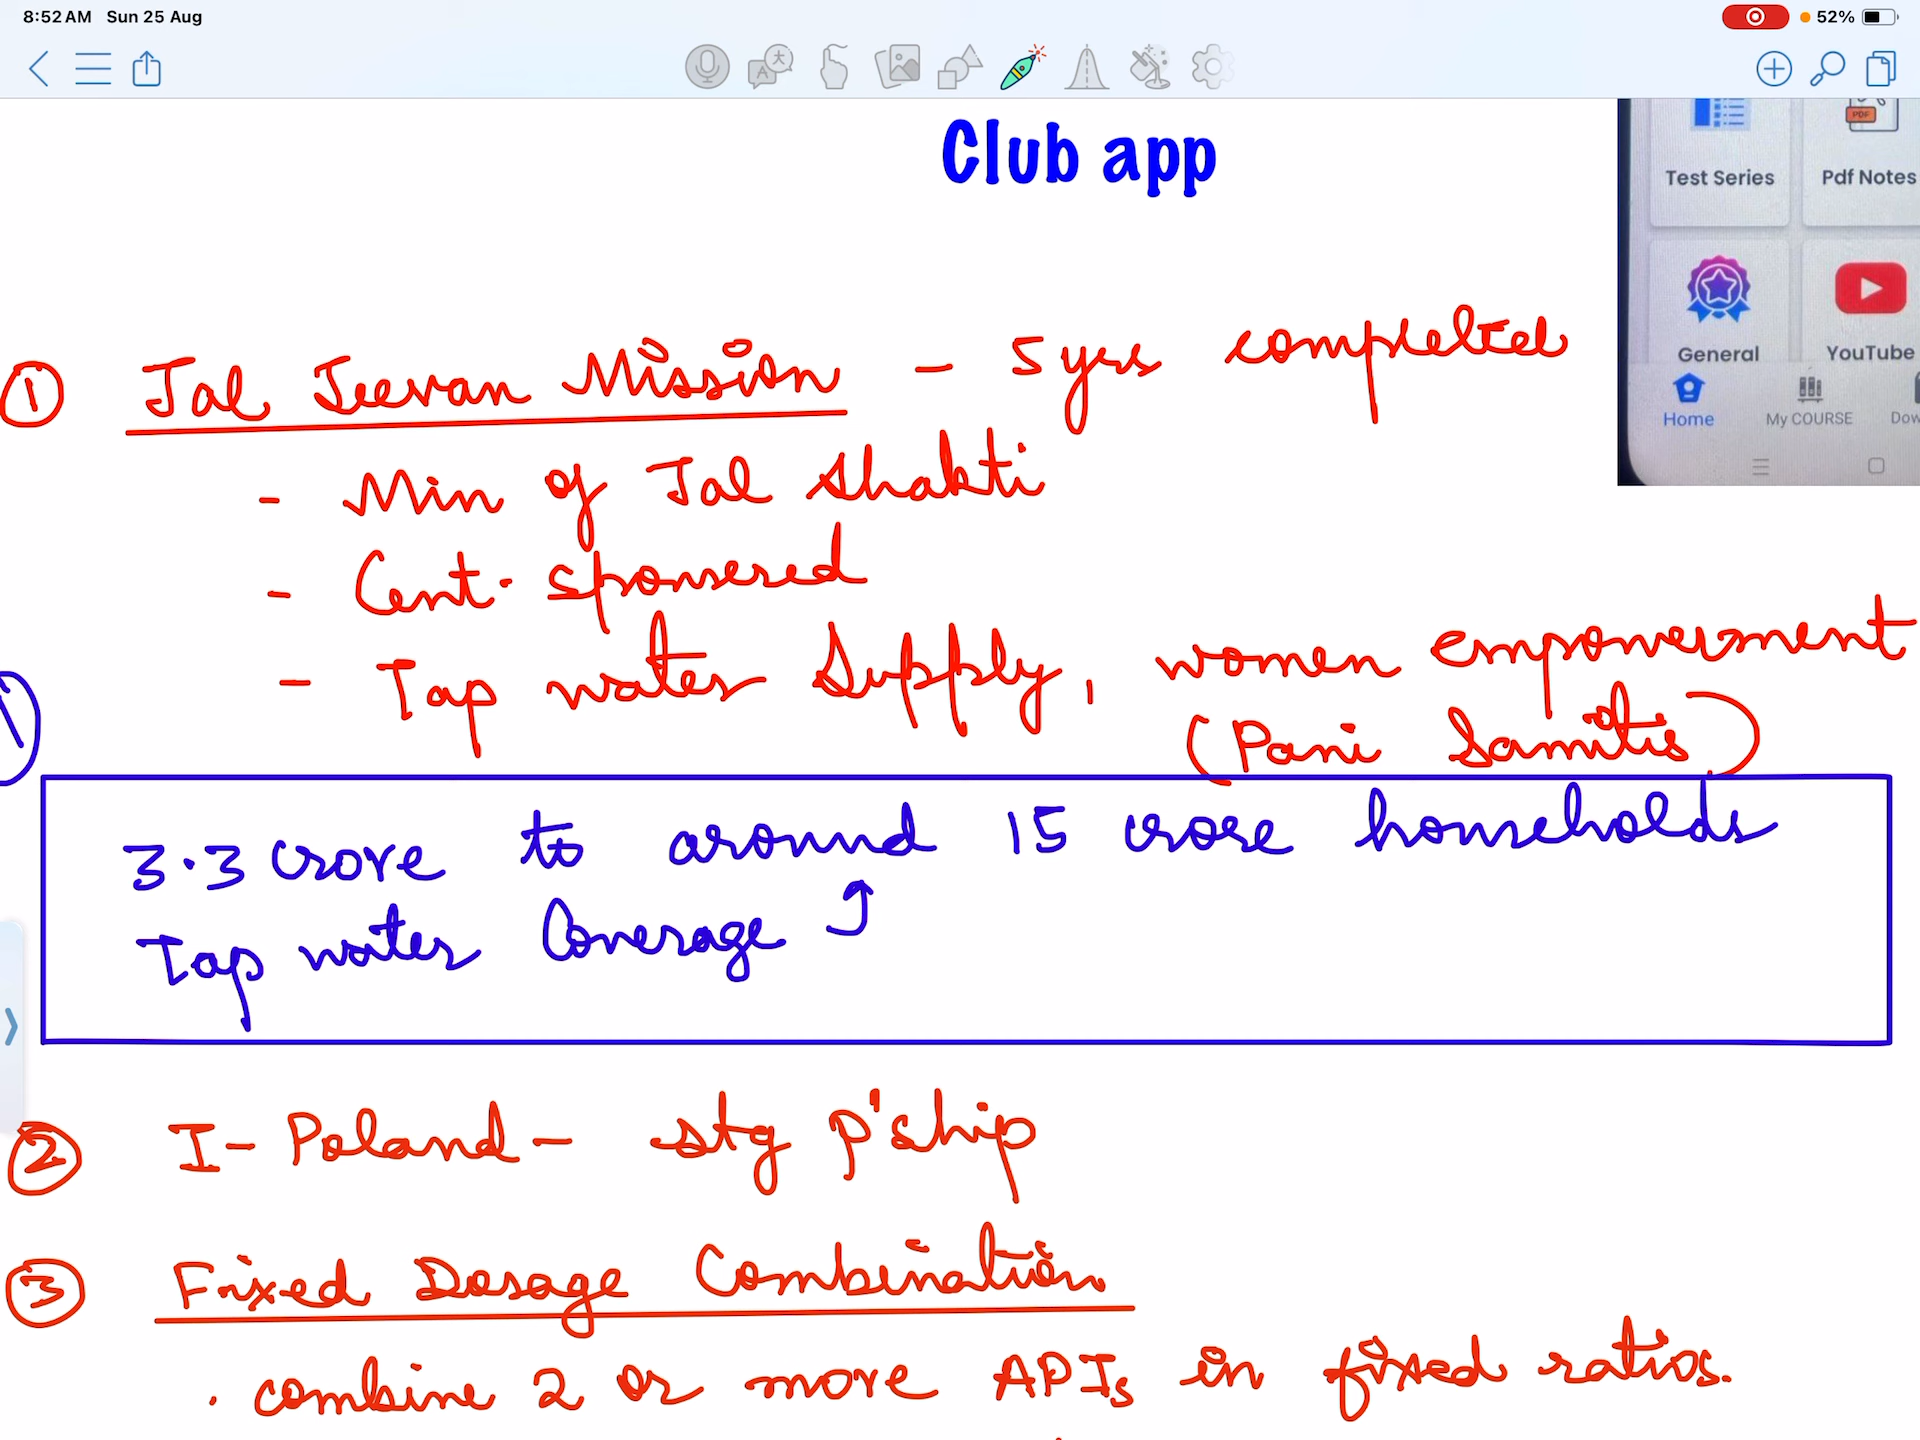 8:52 AM Sun 25 Aug
52%
Club app
Test Series
Pdf Notes
PDF
General
YouTube
Home
My COURSE
Dow
① Jal Jeevan Mission - 5 yrs completed
- Min of Jal Shakti
- Cent. sponsered
- Tap water Supply, women empowerment
(Pani Samitis)
3.3 crore to around 15 crore households
Tap water Coverage ↑
② I - Poland - stg p'ship
③ Fixed Dosage Combination
. combine 2 or more APIs in fixed ratios.